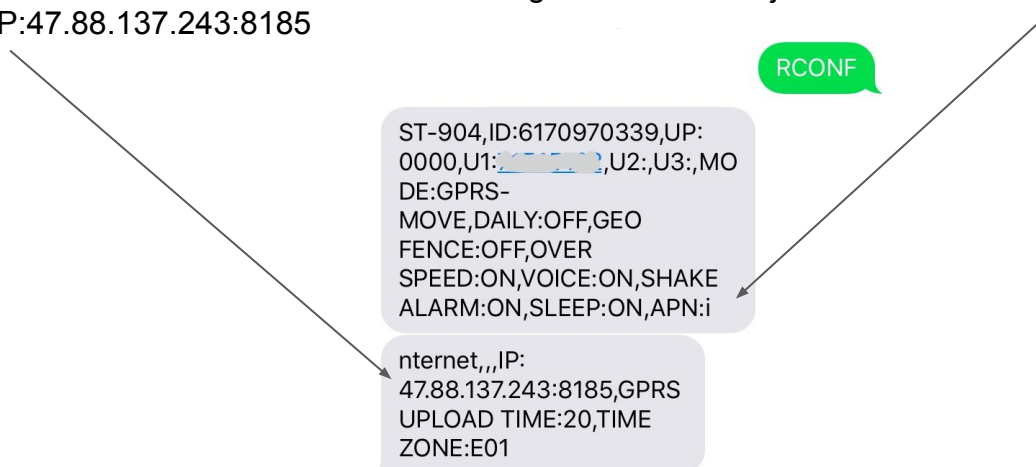 P:47.88.137.243:8185
RCONF
ST-904,ID:6170970339,UP:
0000,U1: ,U2:,U3:,MO
DE:GPRS-
MOVE,DAILY:OFF,GEO
FENCE:OFF,OVER
SPEED:ON,VOICE:ON,SHAKE
ALARM:ON,SLEEP:ON,APN:i
nternet,,,IP:
47.88.137.243:8185,GPRS
UPLOAD TIME:20,TIME
ZONE:E01